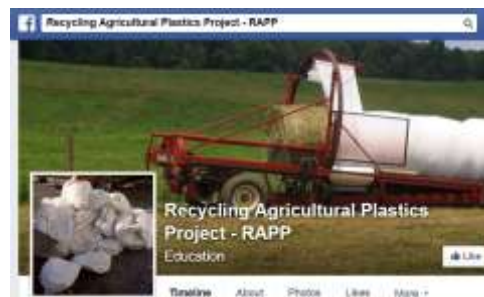 Recycling Agricultural Plastics Project - RAPP
Recycling Agricultural Plastics
Project - RAPP
Education
Like
Timeline About Photos Likes More